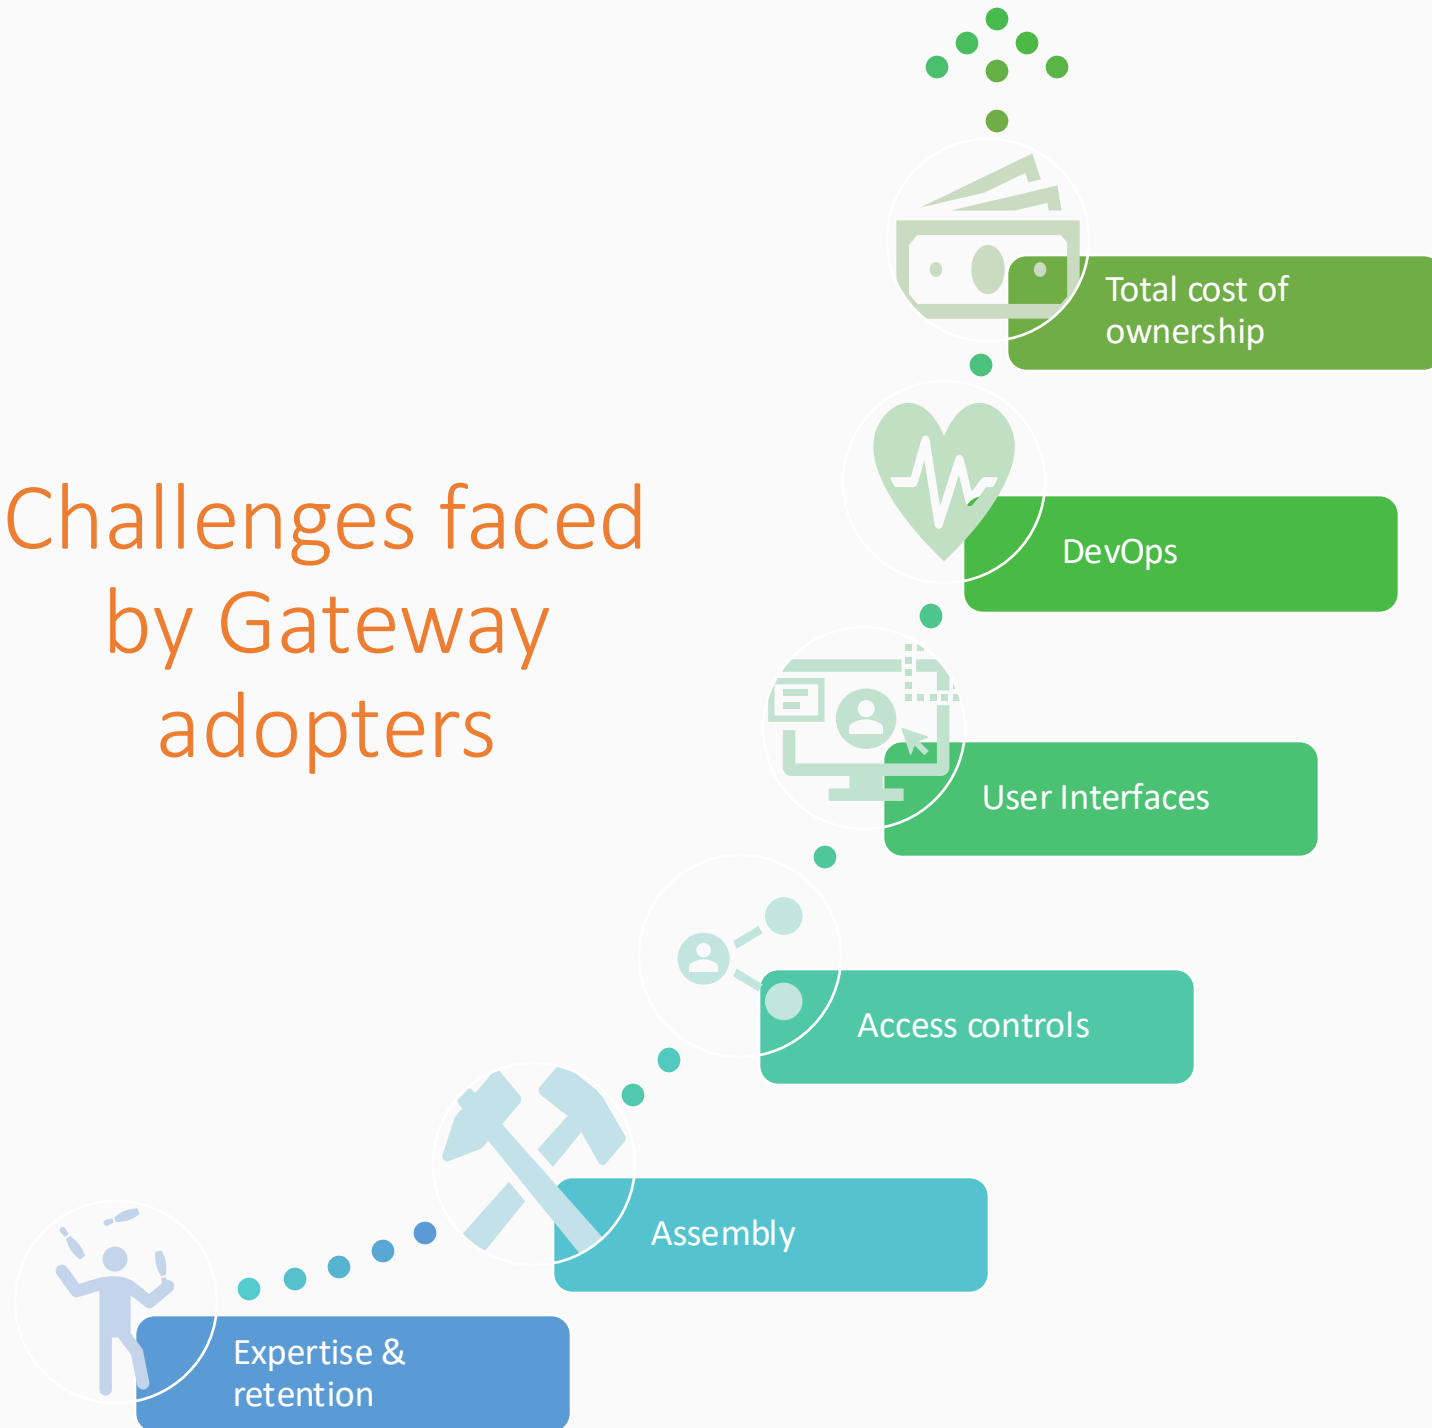 Challenges faced
by Gateway
adopters
Total cost of
ownership
DevOps
User Interfaces
Access controls
Assembly
Expertise &
retention